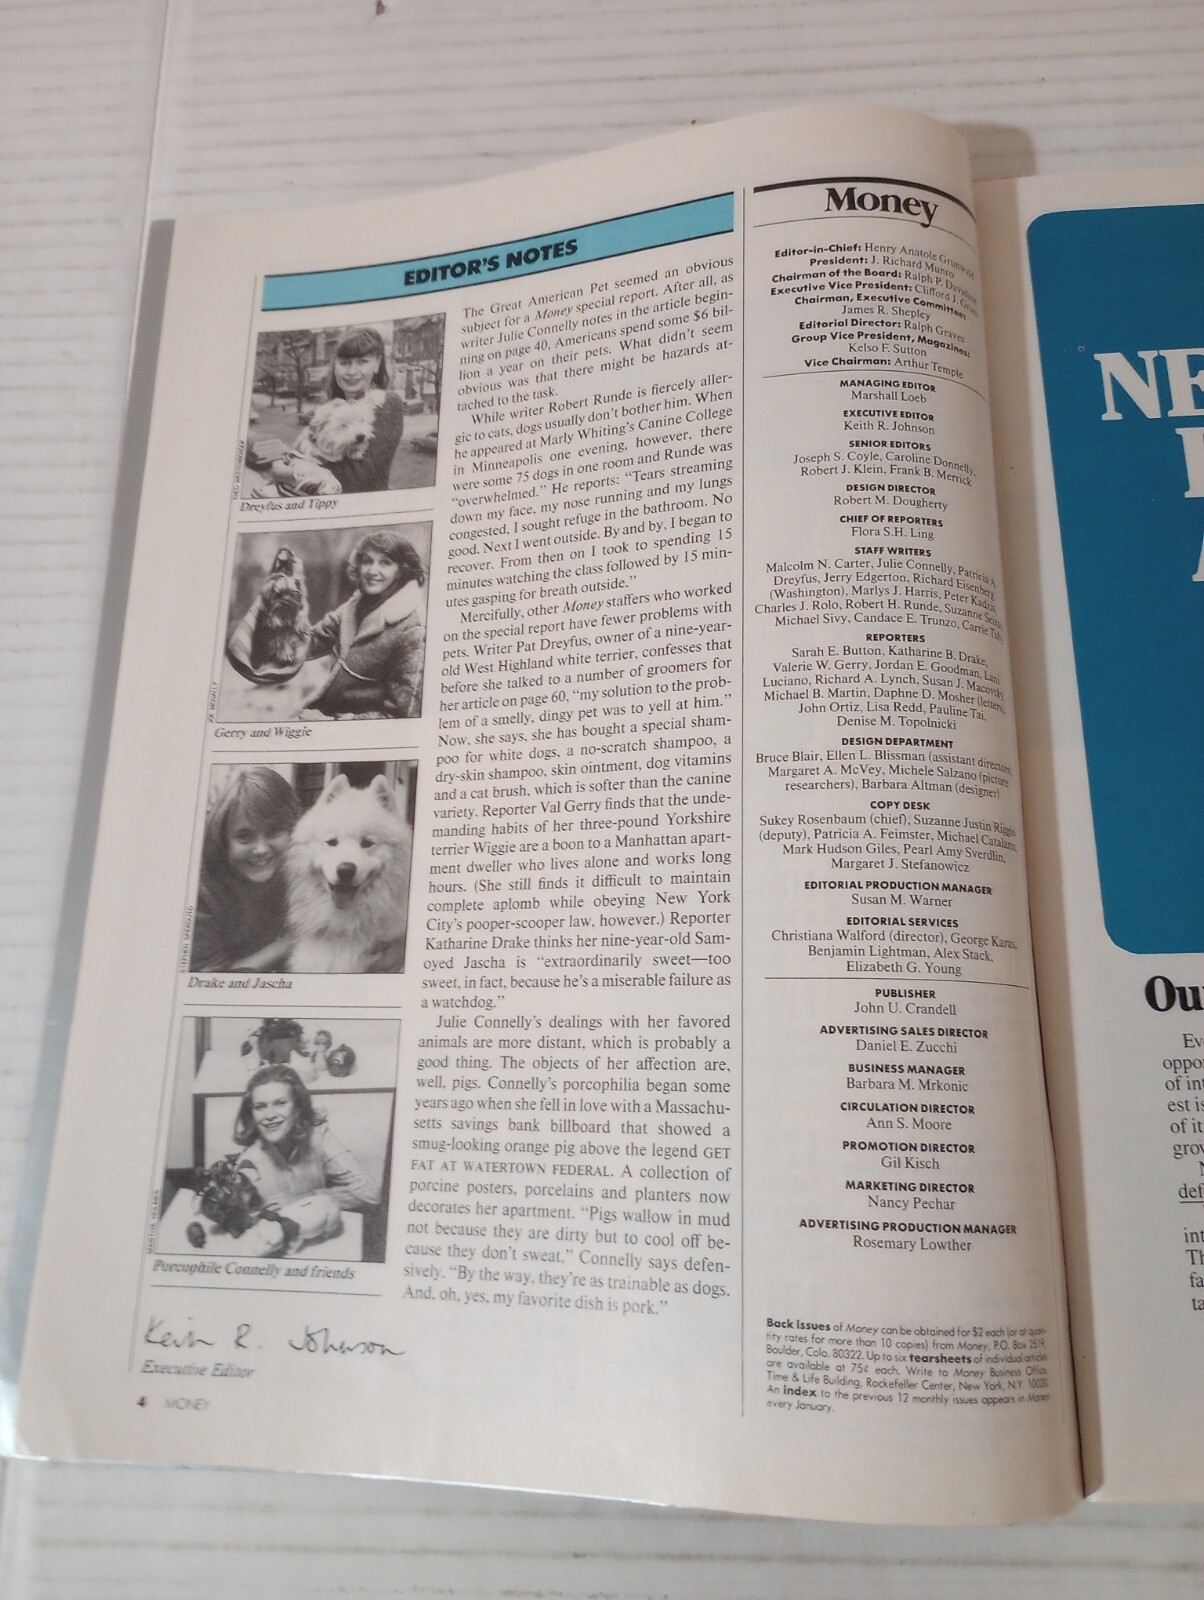 EDITOR'S NOTES
The Great American Pet seemed an obvious
subject for a Money special report. After all, as
writer Julie Connelly notes in the article begin-
ning on page 40, Americans spend some $6 bil-
lion a year on their pets. What didn't seem
obvious was that there might be hazards at-
tached to the task.
While writer Robert Runde is fiercely aller-
gic to cats, dogs usually don't bother him. When
he appeared at Marly Whiting's Canine College
in Minneapolis one evening, however, there
were some 75 dogs in one room and Runde was
"overwhelmed." He reports: "Tears streaming
down my face, my nose running and my lungs
congested, I sought refuge in the bathroom. No
good. Next I went outside. By and by, I began to
recover. From then on I took to spending 15
minutes watching the class followed by 15 min-
utes gasping for breath outside."
Mercifully, other Money staffers who worked
on the special report have fewer problems with
pets. Writer Pat Dreyfus, owner of a nine-year-
old West Highland white terrier, confesses that
before she talked to a number of groomers for
her article on page 60, "my solution to the prob-
lem of a smelly, dingy pet was to yell at him."
Now, she says, she has bought a special sham-
poo for white dogs, a no-scratch shampoo, a
dry-skin shampoo, skin ointment, dog vitamins
and a cat brush, which is softer than the canine
variety. Reporter Val Gerry finds that the unde-
manding habits of her three-pound Yorkshire
terrier Wiggie are a boon to a Manhattan apart-
ment dweller who lives alone and works long
hours. (She still finds it difficult to maintain
complete aplomb while obeying New York
City's pooper-scooper law, however.) Reporter
Katharine Drake thinks her nine-year-old Sam-
oyed Jascha is "extraordinarily sweet—too
sweet, in fact, because he's a miserable failure as
a watchdog."
Julie Connelly's dealings with her favored
animals are more distant, which is probably a
good thing. The objects of her affection are,
well, pigs. Connelly's porcophilia began some
years ago when she fell in love with a Massachu-
setts savings bank billboard that showed a
smug-looking orange pig above the legend GET
FAT AT WATERTOWN FEDERAL. A collection of
porcine posters, porcelains and planters now
decorates her apartment. "Pigs wallow in mud
not because they are dirty but to cool off be-
cause they don't sweat," Connelly says defen-
sively. "By the way, they're as trainable as dogs.
And, oh, yes, my favorite dish is pork."
Dreyfus and Tippy
Gerry and Wiggie
Drake and Jascha
Porcophile Connelly and friends
Keith R. Johnson
Executive Editor
4 MONEY
Money
Editor-in-Chief: Henry Anatole Grunwald
President: J. Richard Munro
Chairman of the Board: Ralph P. Davidson
Executive Vice President: Clifford J. Grum
Chairman, Executive Committee:
James R. Shepley
Editorial Director: Ralph Graves
Group Vice President, Magazines:
Kelso F. Sutton
Vice Chairman: Arthur Temple
MANAGING EDITOR
Marshall Loeb
EXECUTIVE EDITOR
Keith R. Johnson
SENIOR EDITORS
Joseph S. Coyle, Caroline Donnelly,
Robert J. Klein, Frank B. Merrick
DESIGN DIRECTOR
Robert M. Dougherty
CHIEF OF REPORTERS
Flora S.H. Ling
STAFF WRITERS
Malcolm N. Carter, Julie Connelly, Patricia A.
Dreyfus, Jerry Edgerton, Richard Eisenberg
(Washington), Marlys J. Harris, Peter
Charles J. Rolo, Robert H. Runde, Suzanne
Michael Sivy, Candace E. Trunzo, Carrie
REPORTERS
Sarah E. Button, Katharine B. Drake,
Valerie W. Gerry, Jordan E. Goodman, Lani
Luciano, Richard A. Lynch, Susan J. Macovsky,
Michael B. Martin, Daphne D. Mosher (letters),
John Ortiz, Lisa Redd, Pauline Tai,
Denise M. Topolnicki
DESIGN DEPARTMENT
Bruce Blair, Ellen L. Blissman (assistant directors),
Margaret A. McVey, Michele Salzano (picture
researchers), Barbara Altman (designer)
COPY DESK
Sukey Rosenbaum (chief), Suzanne Justin Riggio
(deputy), Patricia A. Feimster, Michael Catalano,
Mark Hudson Giles, Pearl Amy Sverdlin,
Margaret J. Stefanowicz
EDITORIAL PRODUCTION MANAGER
Susan M. Warner
EDITORIAL SERVICES
Christiana Walford (director), George Karas,
Benjamin Lightman, Alex Stack,
Elizabeth G. Young
PUBLISHER
John U. Crandell
ADVERTISING SALES DIRECTOR
Daniel E. Zucchi
BUSINESS MANAGER
Barbara M. Mrkonic
CIRCULATION DIRECTOR
Ann S. Moore
PROMOTION DIRECTOR
Gil Kisch
MARKETING DIRECTOR
Nancy Pechar
ADVERTISING PRODUCTION MANAGER
Rosemary Lowther
Back issues of Money can be obtained for $2 each (or at quan-
tity rates for more than 10 copies) from Money, P.O. Box 2519,
Boulder, Colo. 80322. Up to six tearsheets of individual articles
are available at 75¢ each. Write to Money Business Office,
Time & Life Building, Rockefeller Center, New York, N.Y. 10020.
An index to the previous 12 monthly issues appears in Money
every January.
NE
Ou
Ev
oppo
of in
est is
of it
grow
def
int
Th
fa
ta